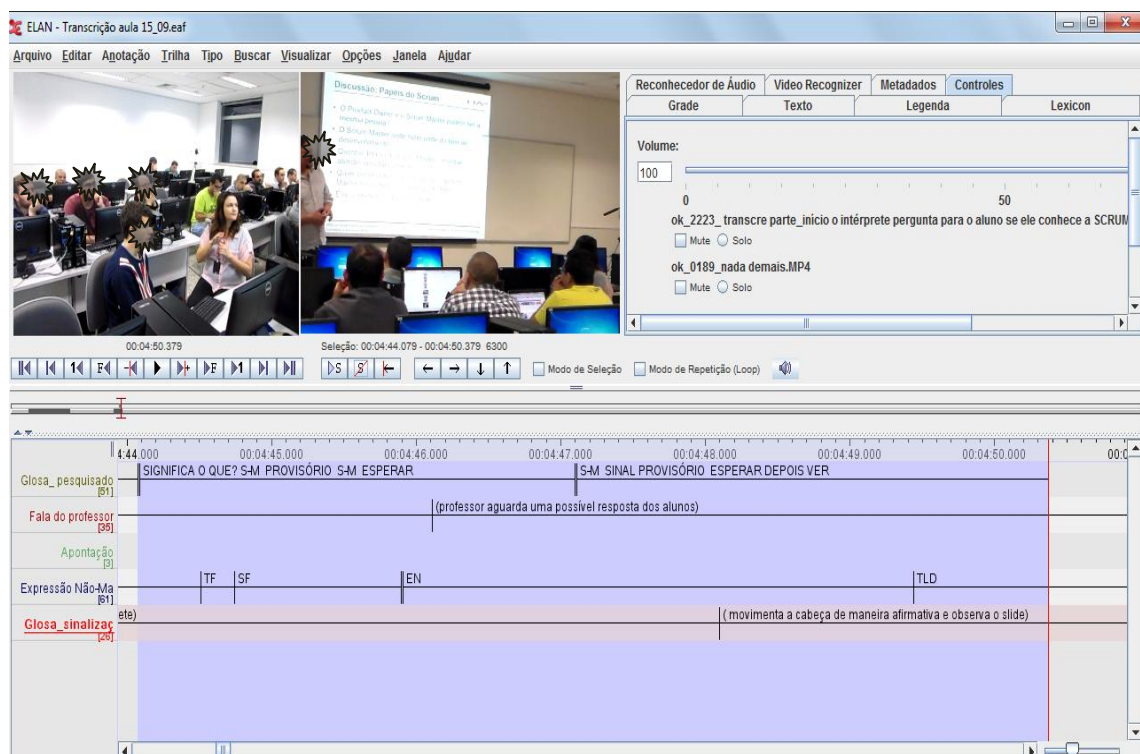 ELAN - Transcrição aula 15_09.eaf
Arquivo Editar Anotação Trilha Tipo Buscar Visualizar Opções Janela Ajudar
Discussão: Papéis do Scrum
Reconhecedor de Áudio Video Recognizer Metadados Controles
Grade Texto Legenda Lexicon
Volume:
100
0 50
ok_2223_ transcre parte_inicio o intérprete pergunta para o aluno se ele conhece a SCRUM
Mute Solo
ok_0189_nada demais.MP4
Mute Solo
00:04:50.379 Seleção: 00:04:44.079 - 00:04:50.379 6300
Modo de Seleção Modo de Repetição (Loop)
4:44.000 00:04:45.000 00:04:46.000 00:04:47.000 00:04:48.000 00:04:49.000 00:04:50.000
Glosa_ pesquisado [51] SIGNIFICA O QUE? S-M PROVISÓRIO S-M ESPERAR S-M SINAL PROVISÓRIO ESPERAR DEPOIS VER
Fala do professor [35] (professor aguarda uma possível resposta dos alunos)
Apontação [3]
Expressão Não-Ma [61] TF SF EN TLD
Glosa_sinalizaç [26] ete) ( movimenta a cabeça de maneira afirmativa e observa o slide)